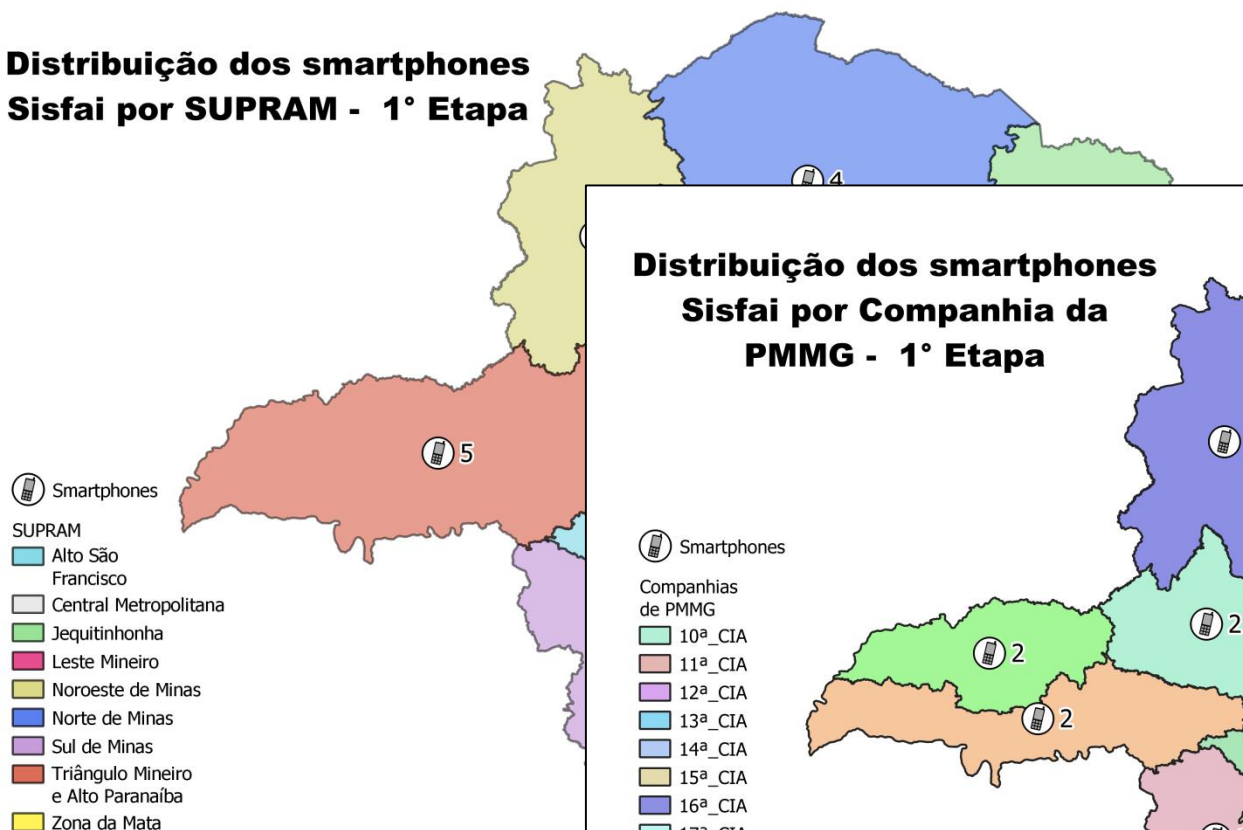 Distribuição dos smartphones
Sisfai por SUPRAM - 1° Etapa
4
5
Smartphones
SUPRAM
Alto São
Francisco
Central Metropolitana
Jequitinhonha
Leste Mineiro
Noroeste de Minas
Norte de Minas
Sul de Minas
Triângulo Mineiro
e Alto Paranaíba
Zona da Mata
Distribuição dos smartphones
Sisfai por Companhia da
PMMG - 1° Etapa
2
2
2
Smartphones
Companhias
de PMMG
10ª_CIA
11ª_CIA
12ª_CIA
13ª_CIA
14ª_CIA
15ª_CIA
16ª_CIA
17ª_CIA